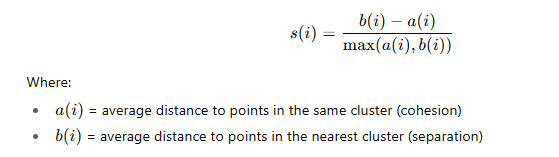 s(i) = b(i) − a(i) / max(a(i), b(i))
Where:
• a(i) = average distance to points in the same cluster (cohesion)
• b(i) = average distance to points in the nearest cluster (separation)